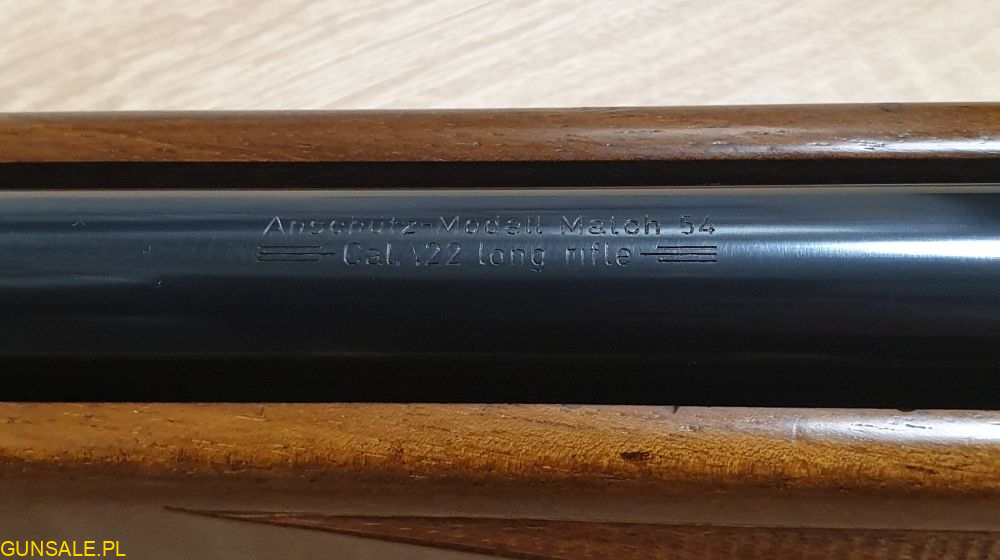 Anschutz-Modell Match 54
Cal. .22 long rifle
GUNSALE.PL